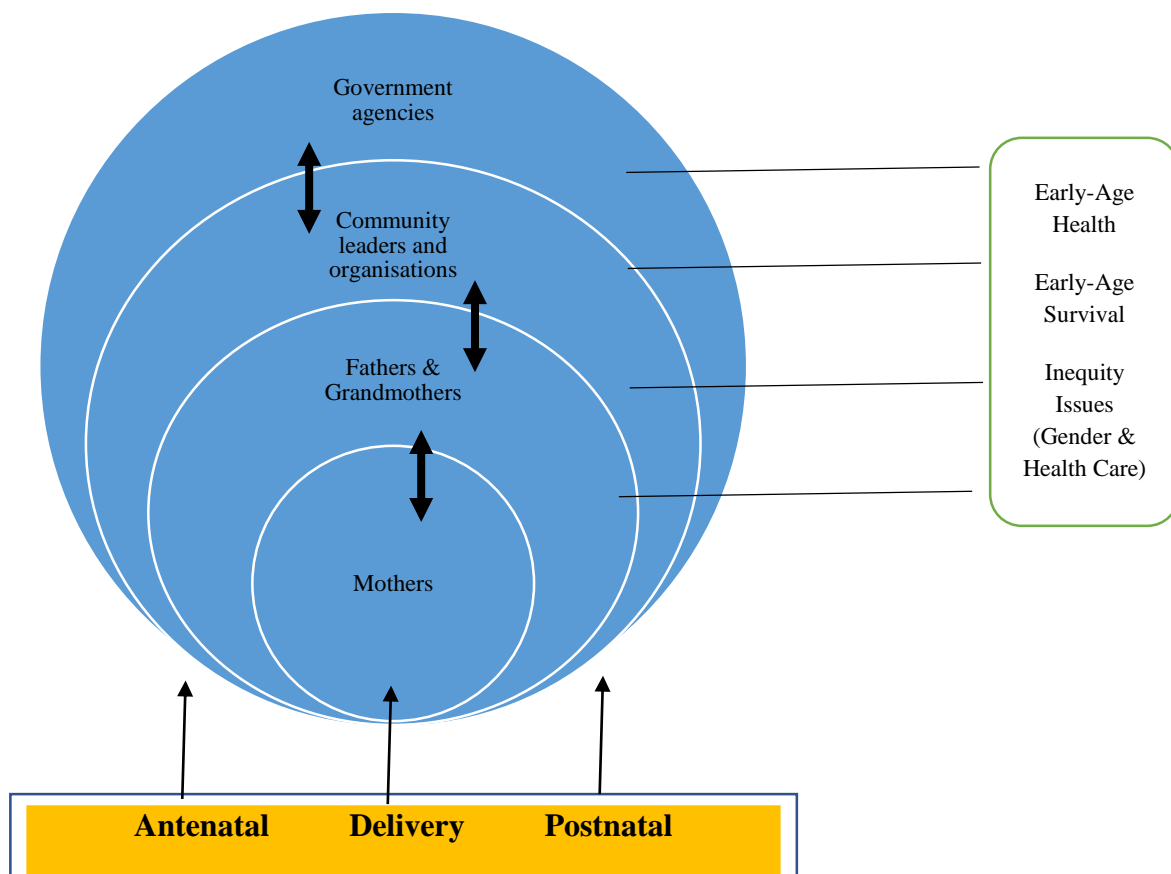 Government
agencies
Community
leaders and
organisations
Fathers &
Grandmothers
Mothers
Early-Age
Health
Early-Age
Survival
Inequity
Issues
(Gender &
Health Care)
Antenatal Delivery Postnatal